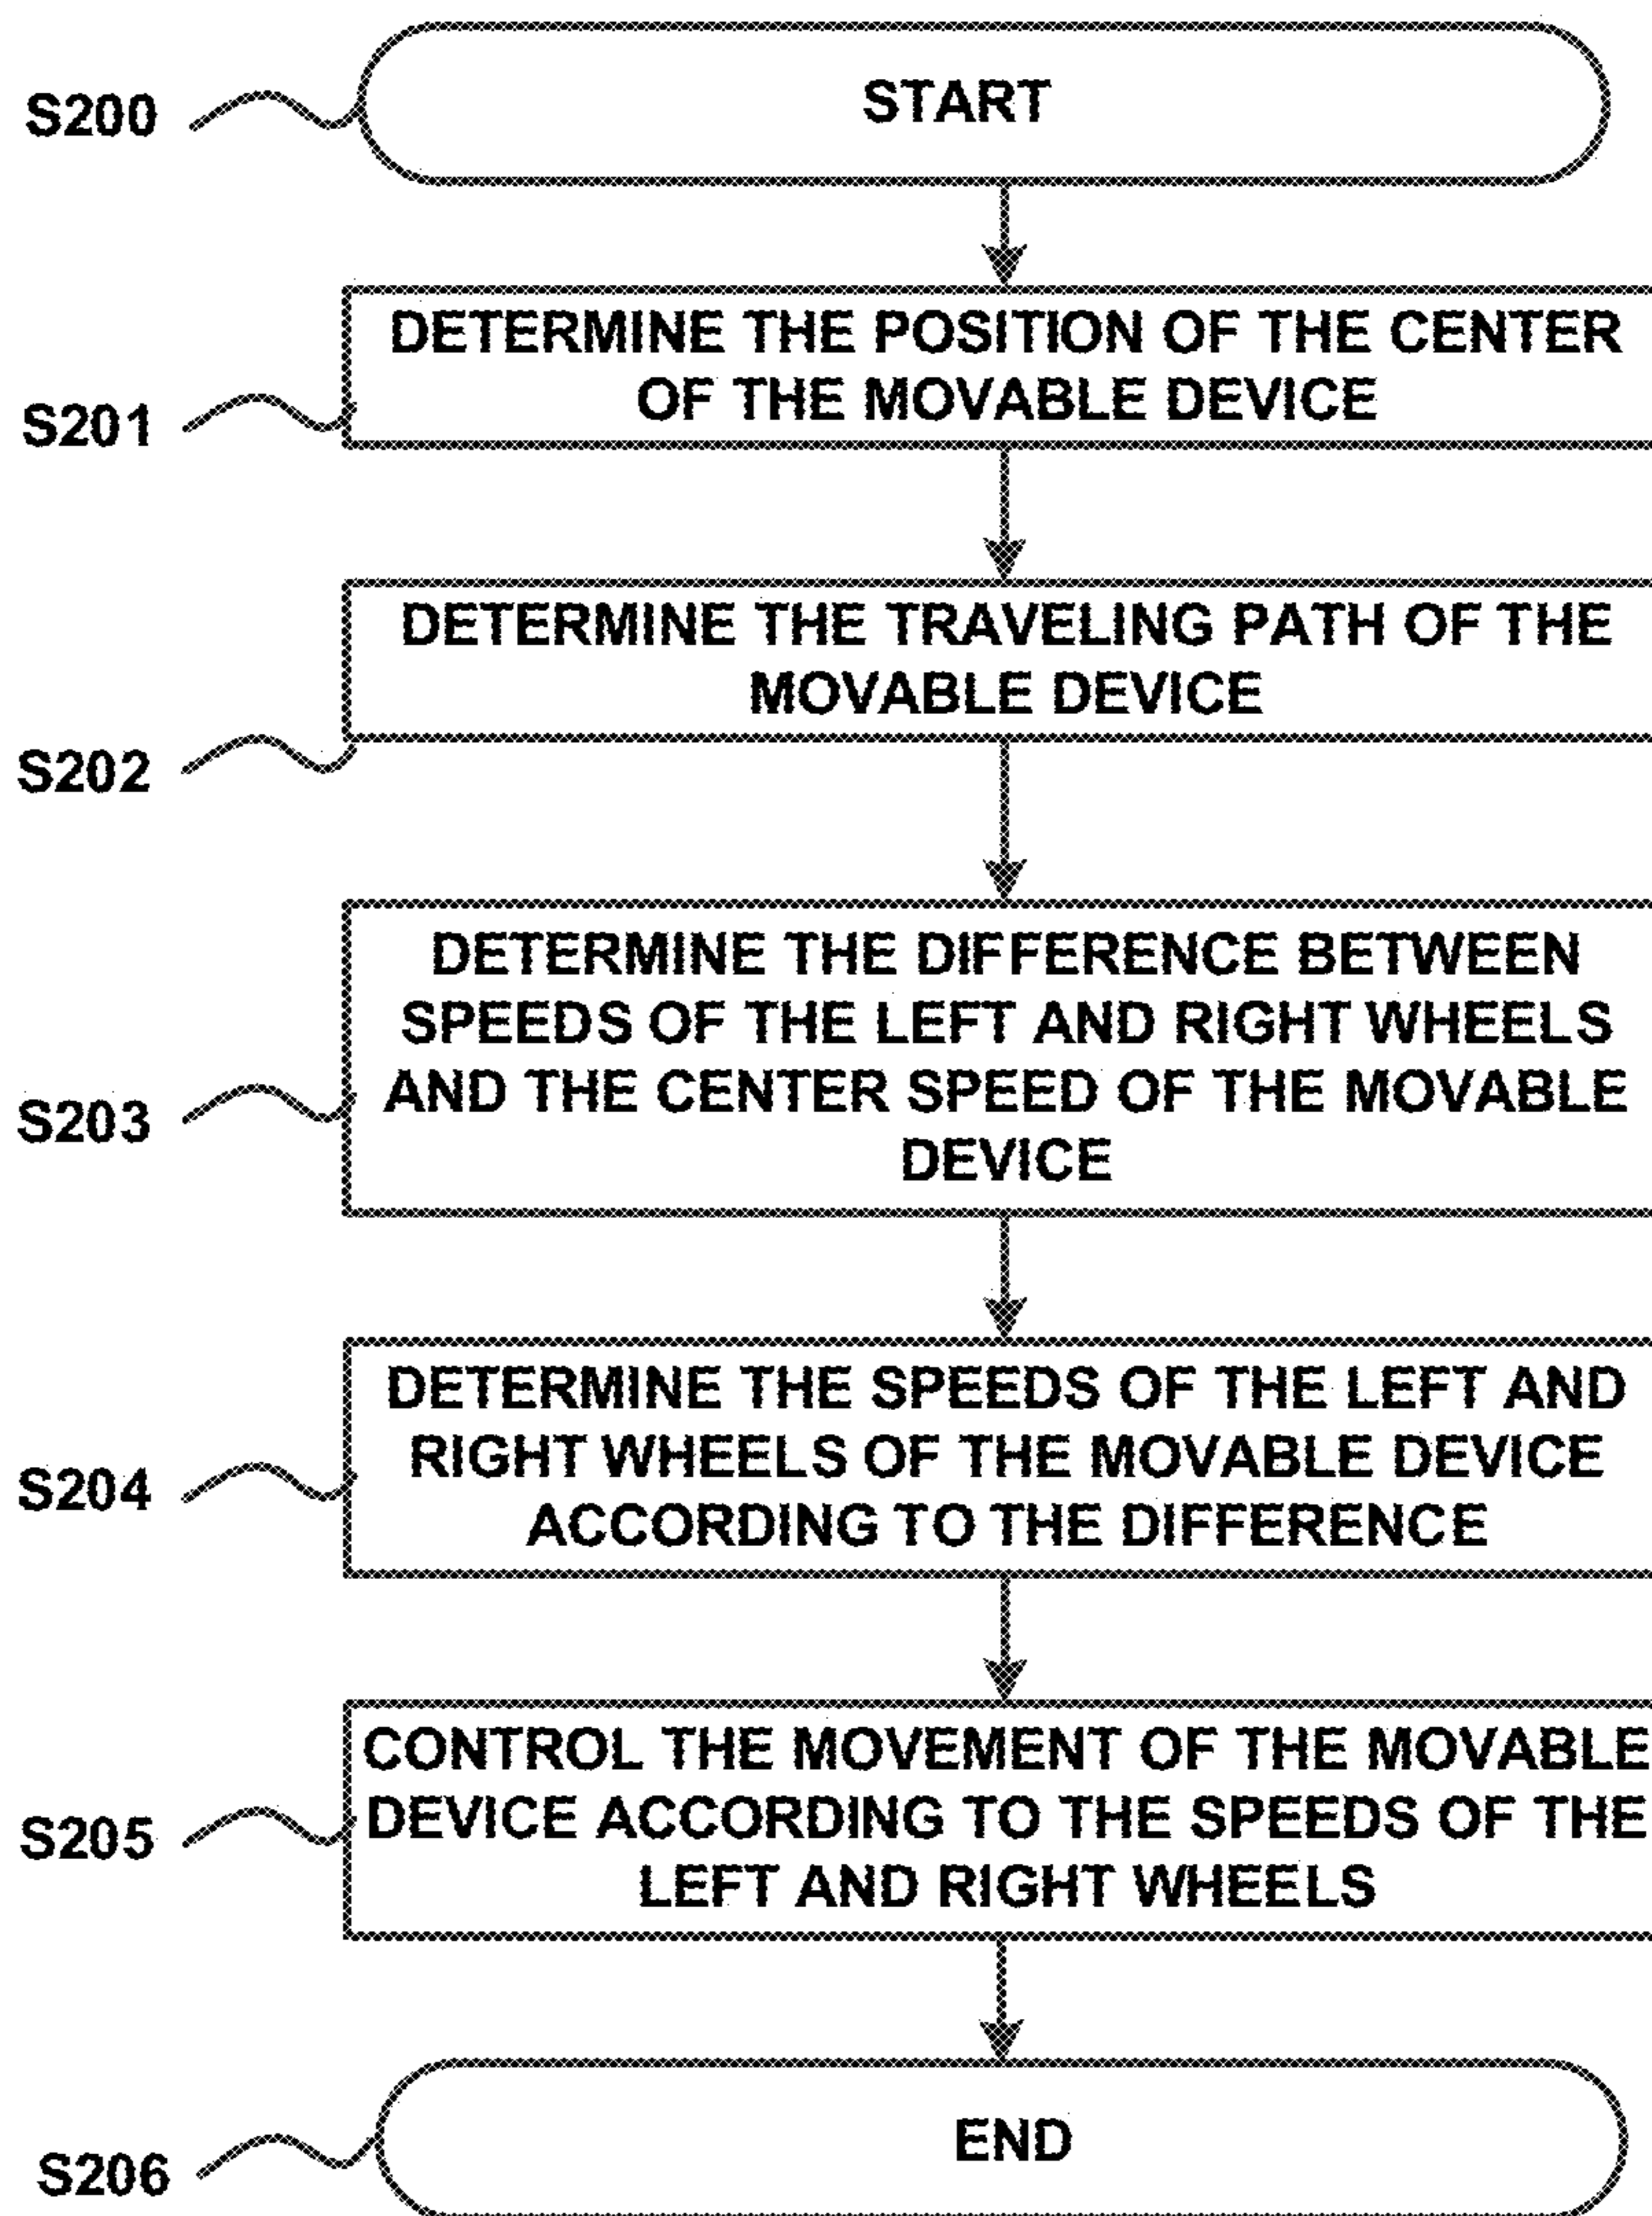 S200
START
S201
DETERMINE THE POSITION OF THE CENTER
OF THE MOVABLE DEVICE
S202
DETERMINE THE TRAVELING PATH OF THE
MOVABLE DEVICE
S203
DETERMINE THE DIFFERENCE BETWEEN
SPEEDS OF THE LEFT AND RIGHT WHEELS
AND THE CENTER SPEED OF THE MOVABLE
DEVICE
S204
DETERMINE THE SPEEDS OF THE LEFT AND
RIGHT WHEELS OF THE MOVABLE DEVICE
ACCORDING TO THE DIFFERENCE
S205
CONTROL THE MOVEMENT OF THE MOVABLE
DEVICE ACCORDING TO THE SPEEDS OF THE
LEFT AND RIGHT WHEELS
S206
END